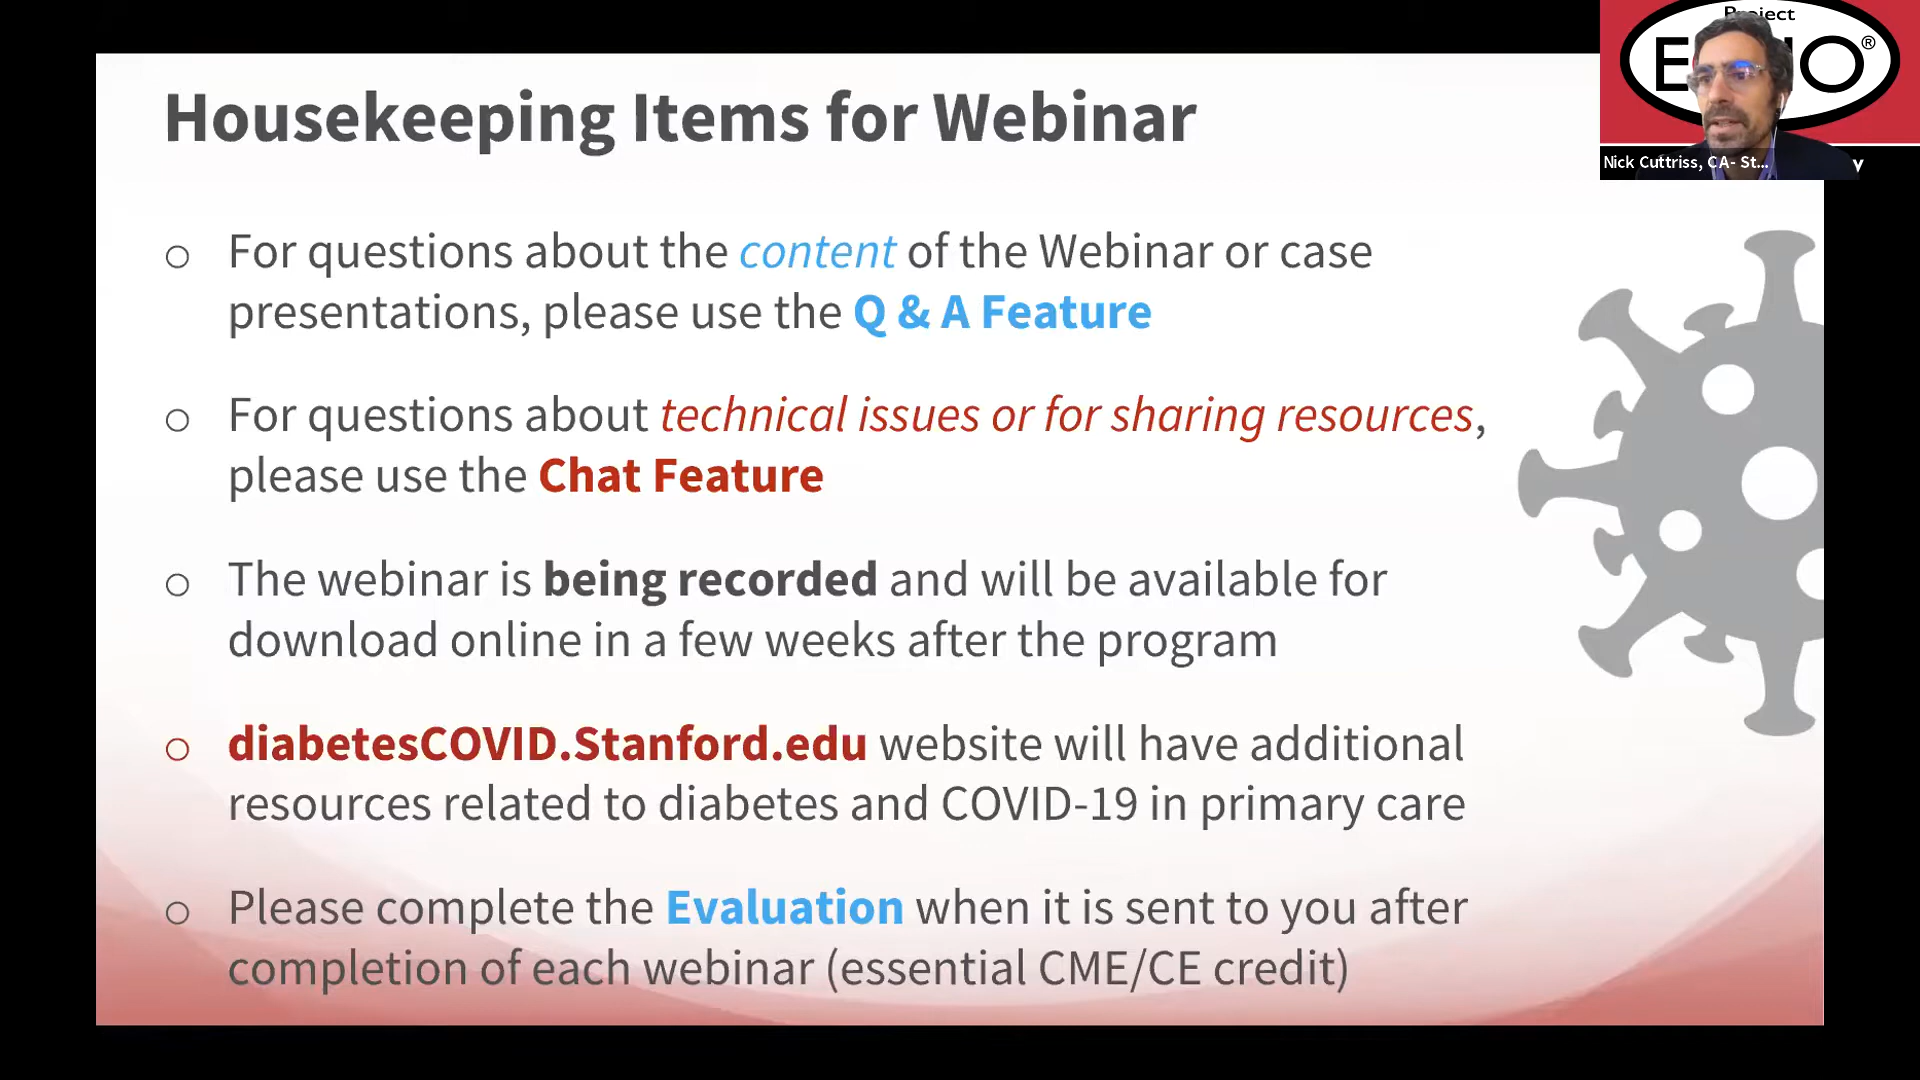 Housekeeping Items for Webinar
Project
®
Nick Cuttriss, CA- St...
For questions about the content of the Webinar or case
presentations, please use the Q & A Feature
For questions about technical issues or for sharing resources,
please use the Chat Feature
The webinar is being recorded and will be available for
download online in a few weeks after the program
diabetesCOVID.Stanford.edu website will have additional
resources related to diabetes and COVID-19 in primary care
Please complete the Evaluation when it is sent to you after
completion of each webinar (essential CME/CE credit)